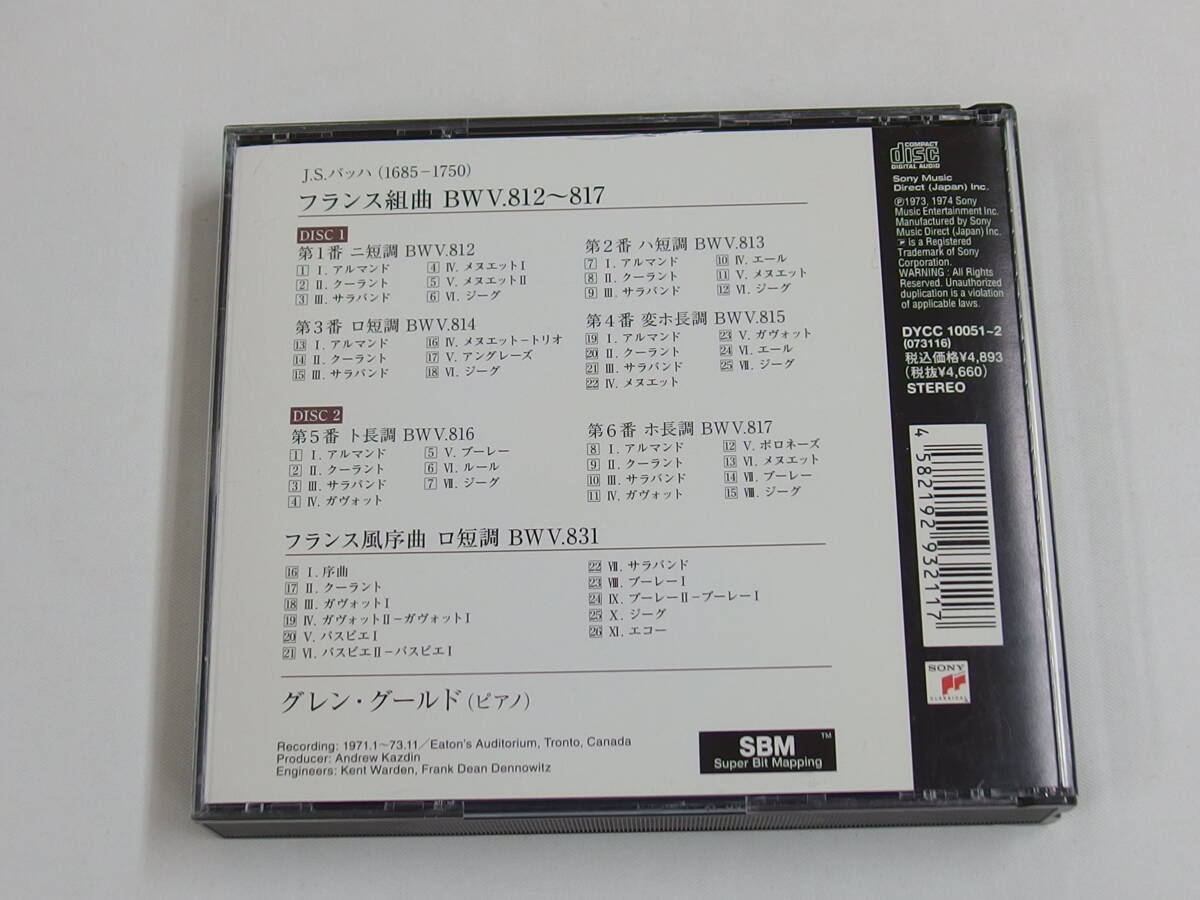 J.S.バッハ (1685-1750)
フランス組曲 BWV.812～817
DISC 1
第1番 ニ短調 BWV.812
1 Ⅰ. アルマンド
2 Ⅱ. クーラント
3 Ⅲ. サラバンド
4 Ⅳ. メヌエットⅠ
5 Ⅴ. メヌエットⅡ
6 Ⅵ. ジーグ
第2番 ハ短調 BWV.813
7 Ⅰ. アルマンド
8 Ⅱ. クーラント
9 Ⅲ. サラバンド
10 Ⅳ. エール
11 Ⅴ. メヌエット
12 Ⅵ. ジーグ
第3番 ロ短調 BWV.814
13 Ⅰ. アルマンド
14 Ⅱ. クーラント
15 Ⅲ. サラバンド
16 Ⅳ. メヌエット-トリオ
17 Ⅴ. アングレーズ
18 Ⅵ. ジーグ
第4番 変ホ長調 BWV.815
19 Ⅰ. アルマンド
20 Ⅱ. クーラント
21 Ⅲ. サラバンド
22 Ⅳ. メヌエット
23 Ⅴ. ガヴォット
24 Ⅵ. エール
25 Ⅶ. ジーグ
DISC 2
第5番 ト長調 BWV.816
1 Ⅰ. アルマンド
2 Ⅱ. クーラント
3 Ⅲ. サラバンド
4 Ⅳ. ガヴォット
5 Ⅴ. ブーレー
6 Ⅵ. ルール
7 Ⅶ. ジーグ
第6番 ホ長調 BWV.817
8 Ⅰ. アルマンド
9 Ⅱ. クーラント
10 Ⅲ. サラバンド
11 Ⅳ. ガヴォット
12 Ⅴ. ポロネーズ
13 Ⅵ. メヌエット
14 Ⅶ. ブーレー
15 Ⅷ. ジーグ
フランス風序曲 ロ短調 BWV.831
16 Ⅰ. 序曲
17 Ⅱ. クーラント
18 Ⅲ. ガヴォットⅠ
19 Ⅳ. ガヴォットⅡ-ガヴォットⅠ
20 Ⅴ. パスピエⅠ
21 Ⅵ. パスピエⅡ-パスピエⅠ
22 Ⅶ. サラバンド
23 Ⅷ. ブーレーⅠ
24 Ⅸ. ブーレーⅡ-ブーレーⅠ
25 Ⅹ. ジーグ
26 Ⅺ. エコー
グレン・グールド (ピアノ)
Recording: 1971.1～73.11／Eaton's Auditorium, Tronto, Canada
Producer: Andrew Kazdin
Engineers: Kent Warden, Frank Dean Dennowitz
SBM TM
Super Bit Mapping
COMPACT
disc
DIGITAL AUDIO
Sony Music
Direct (Japan) Inc.
Ⓟ1973, 1974 Sony
Music Entertainment Inc.
Manufactured by Sony
Music Direct (Japan) Inc.
is a Registered
Trademark of Sony
Corporation.
WARNING : All Rights
Reserved. Unauthorized
duplication is a violation
of applicable laws.
DYCC 10051~2
(073116)
税込価格¥4,893
(税抜¥4,660)
STEREO
4 582192 932117
SONY
CLASSICAL